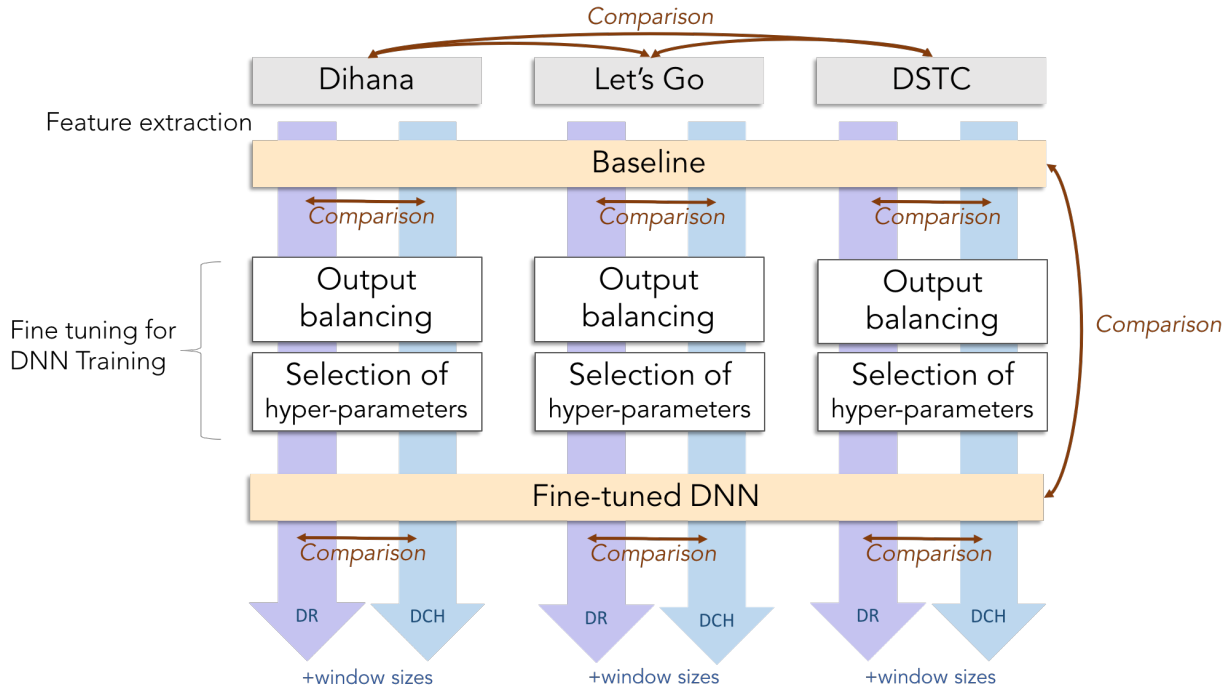 Comparison
Dihana
Let's Go
DSTC
Feature extraction
Baseline
Comparison
Comparison
Comparison
Output
balancing
Output
balancing
Output
balancing
Fine tuning for
DNN Training
Comparison
Selection of
hyper-parameters
Selection of
hyper-parameters
Selection of
hyper-parameters
Fine-tuned DNN
Comparison
Comparison
Comparison
DR
DCH
DR
DCH
DR
DCH
+window sizes
+window sizes
+window sizes